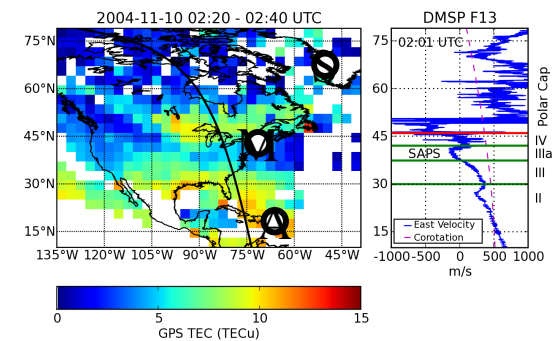 2004-11-10 02:20 - 02:40 UTC
DMSP F13
75°N
60°N
45°N
30°N
15°N
135°W 120°W 105°W 90°W 75°W 60°W 45°W
A
A
0 5 10 15
GPS TEC (TECu)
75
60
45
30
15
02:01 UTC
SAPS
East Velocity
Corotation
-1000 -500 0 500 1000
m/s
Polar Cap
IV
IIIa
III
II